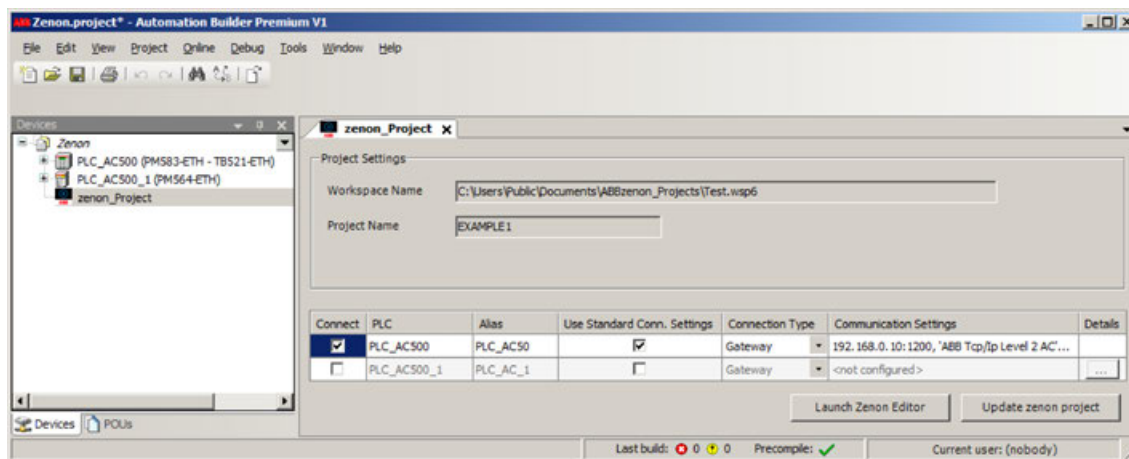 ABB Zenon.project* - Automation Builder Premium V1
File Edit View Project Online Debug Tools Window Help
Devices
Zenon
PLC_AC500 (PM583-ETH - TB521-ETH)
PLC_AC500_1 (PM564-ETH)
zenon_Project
Devices POUs
zenon_Project
Project Settings
Workspace Name C:\Users\Public\Documents\ABBzenon_Projects\Test.wsp6
Project Name EXAMPLE1
Connect PLC Alias Use Standard Conn. Settings Connection Type Communication Settings Details
PLC_AC500 PLC_AC50 Gateway 192.168.0.10:1200, 'ABB Tcp/Ip Level 2 AC'...
PLC_AC500_1 PLC_AC_1 Gateway <not configured> ...
Launch Zenon Editor Update zenon project
Last build: 0 0 Precompile: Current user: (nobody)